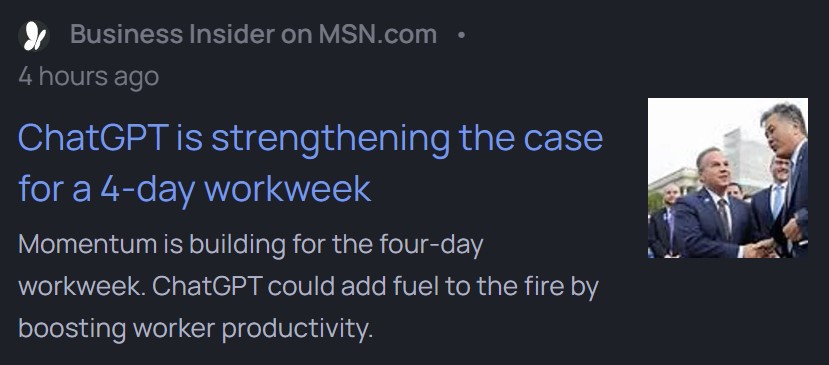 Business Insider on MSN.com •
4 hours ago
ChatGPT is strengthening the case
for a 4-day workweek
Momentum is building for the four-day
workweek. ChatGPT could add fuel to the fire by
boosting worker productivity.